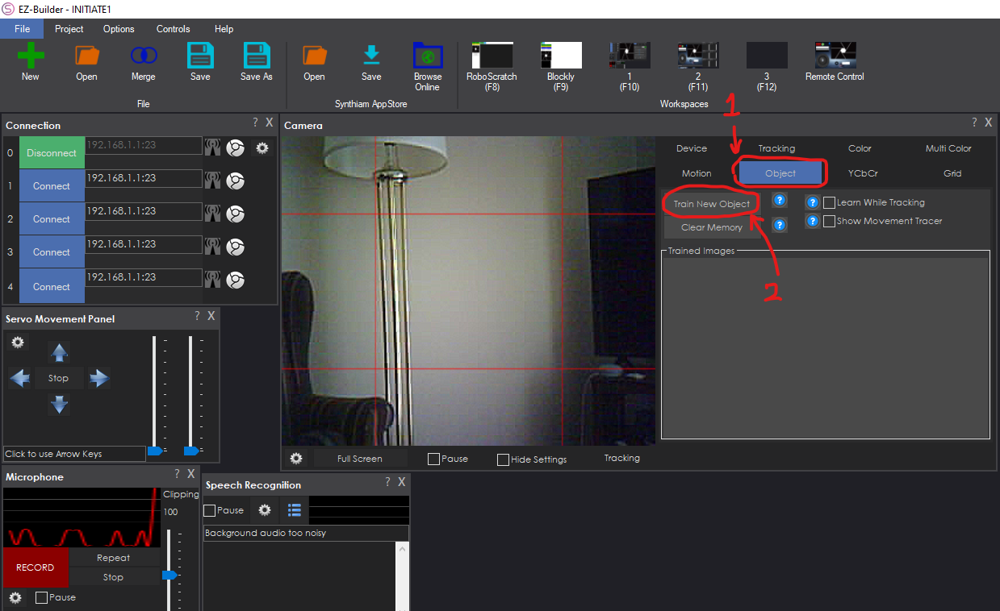 EZ-Builder - INITIATE1
File Project Options Controls Help
New Open Merge Save Save As Open Save Browse Online RoboScratch (F8) Blockly (F9) 1 (F10) 2 (F11) 3 (F12) Remote Control
File Synthiam AppStore Workspaces
1
Connection ? X
0 Disconnect 192.168.1.1:23
1 Connect 192.168.1.1:23
2 Connect 192.168.1.1:23
3 Connect 192.168.1.1:23
4 Connect 192.168.1.1:23
Camera ? X
Device Tracking Color Multi Color
Motion Object YCbCr Grid
Train New Object ? ? Learn While Tracking
Clear Memory ? ? Show Movement Tracer
Trained Images
2
Full Screen Pause Hide Settings Tracking
Servo Movement Panel ? X
Stop
Click to use Arrow Keys
Microphone ? X
Clipping
100
RECORD
Repeat
Stop
Pause
Speech Recognition ? X
Pause
Background audio too noisy